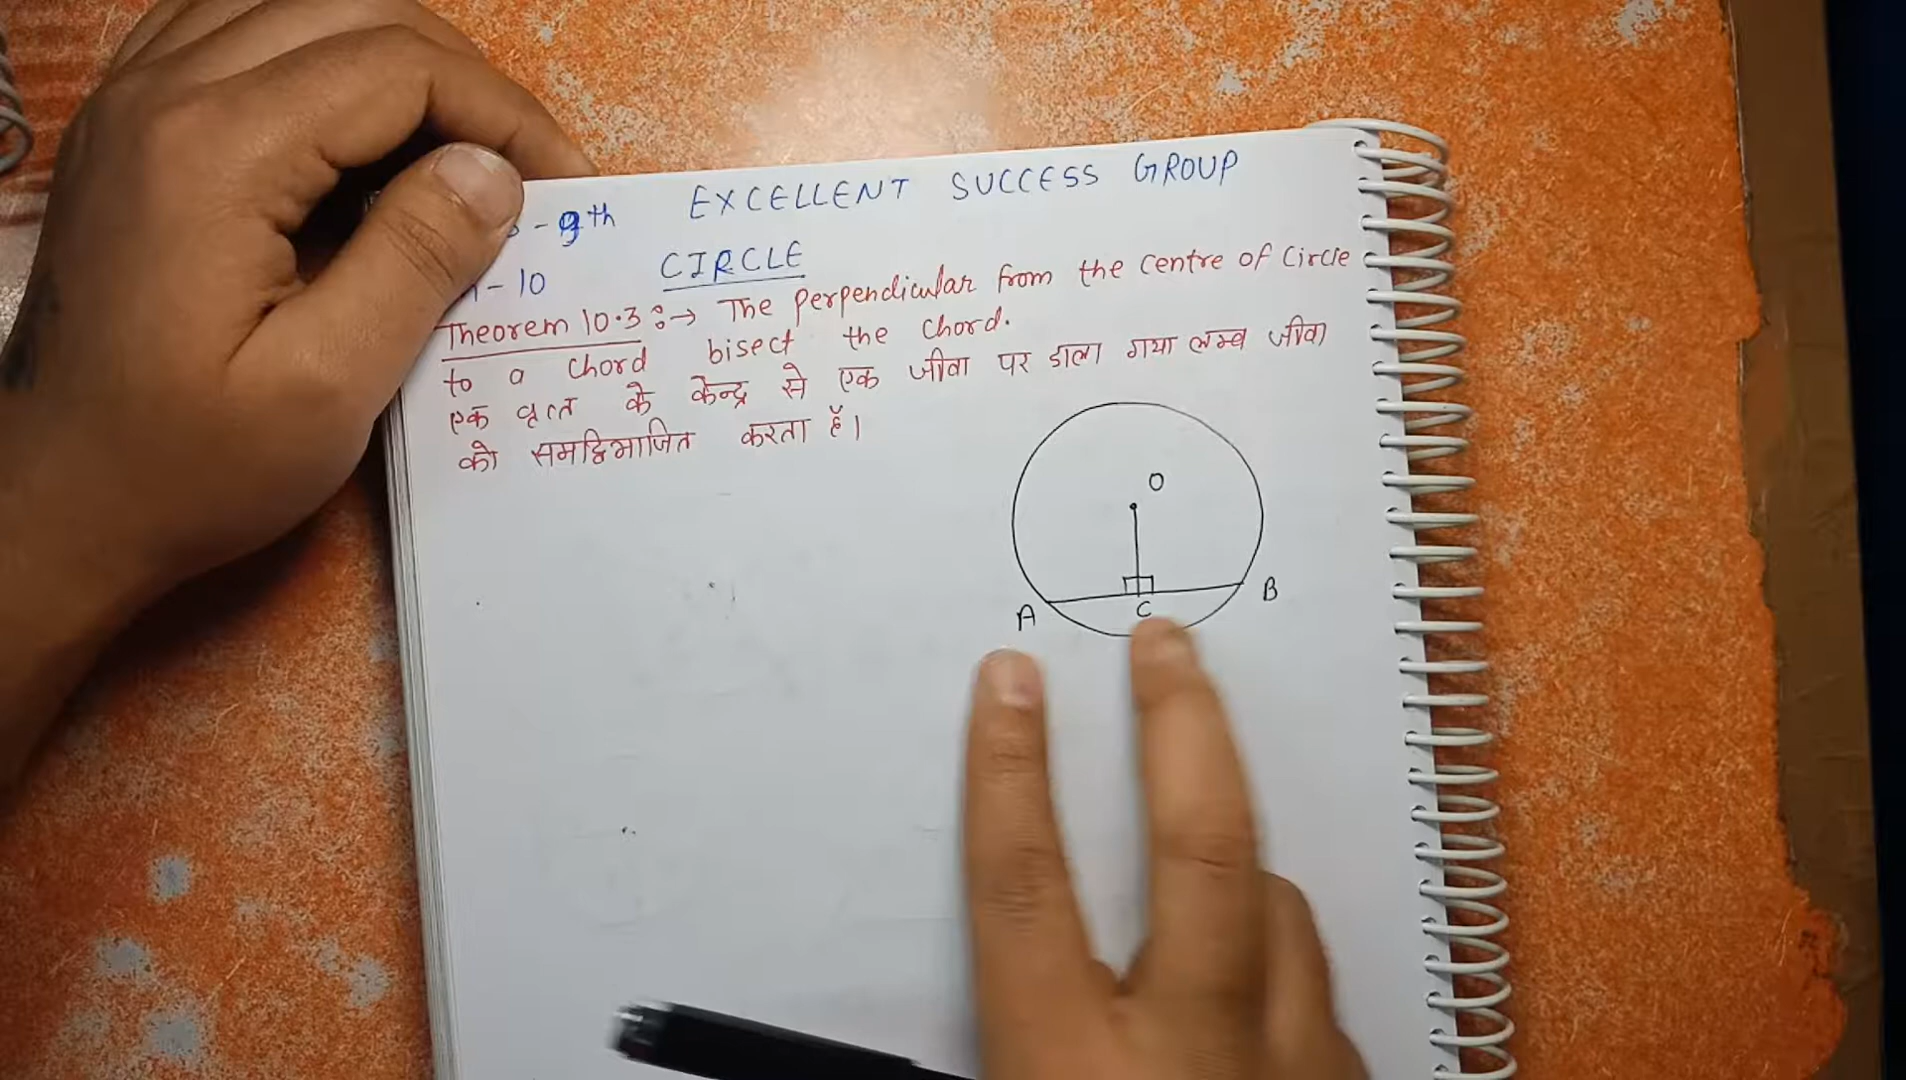 - 9th EXCELLENT SUCCESS GROUP
- 10 CIRCLE
Theorem 10.3 :→ The perpendicular from the centre of Circle
to a chord bisect the chord.
एक वृत्त के केन्द्र से एक जीवा पर डाला गया लम्ब जीवा
को समद्विभाजित करता है।
O
A C B